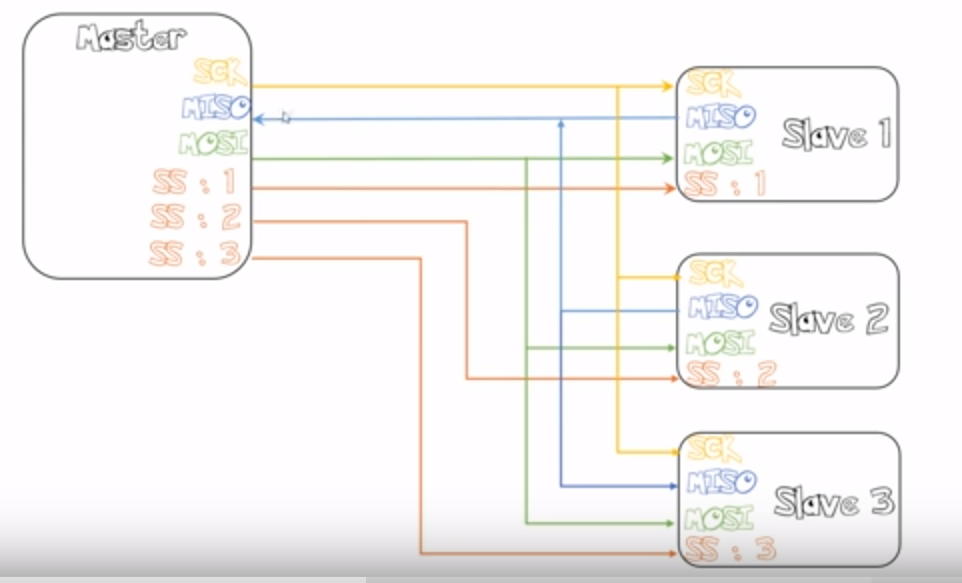 Master
SCK
MISO
MOSI
SS : 1
SS : 2
SS : 3
SCK
MISO
MOSI
SS : 1
Slave 1
SCK
MISO
MOSI
SS : 2
Slave 2
SCK
MISO
MOSI
SS : 3
Slave 3